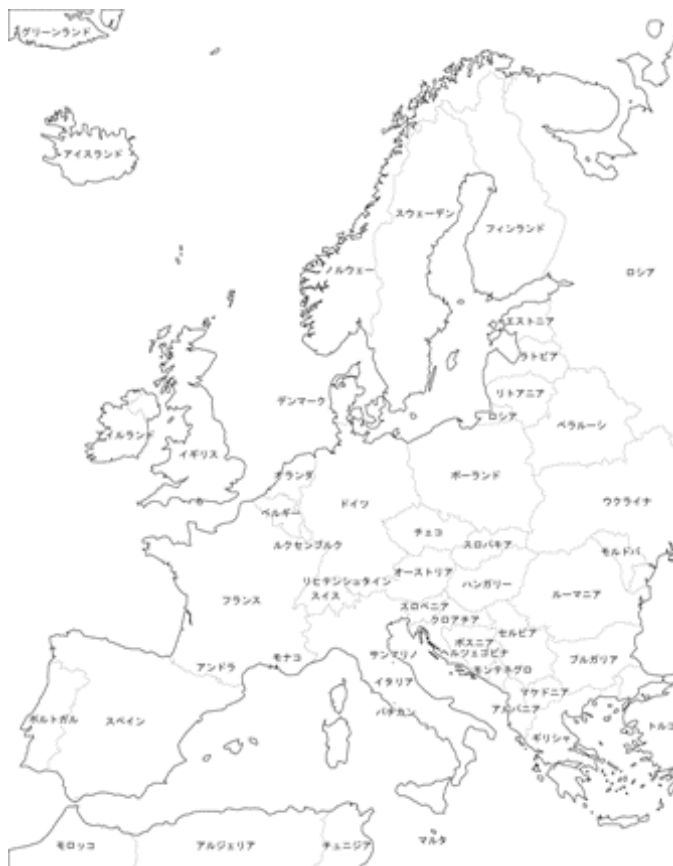 グリーンランド
アイスランド
スウェーデン
フィンランド
ノルウェー
ロシア
エストニア
ラトビア
デンマーク
リトアニア
ロシア
ベラルーシ
アイルランド
イギリス
オランダ
ドイツ
ポーランド
ウクライナ
ベルギー
チェコ
ルクセンブルク
スロバキア
モルドバ
オーストリア
リヒテンシュタイン
スイス
ハンガリー
ルーマニア
フランス
スロベニア
クロアチア
セルビア
ボスニア
ヘルツェゴビナ
サンマリノ
モナコ
アンドラ
モンテネグロ
ブルガリア
イタリア
マケドニア
アルバニア
バチカン
ポルトガル
スペイン
ギリシャ
トルコ
マルタ
モロッコ
アルジェリア
チュニジア